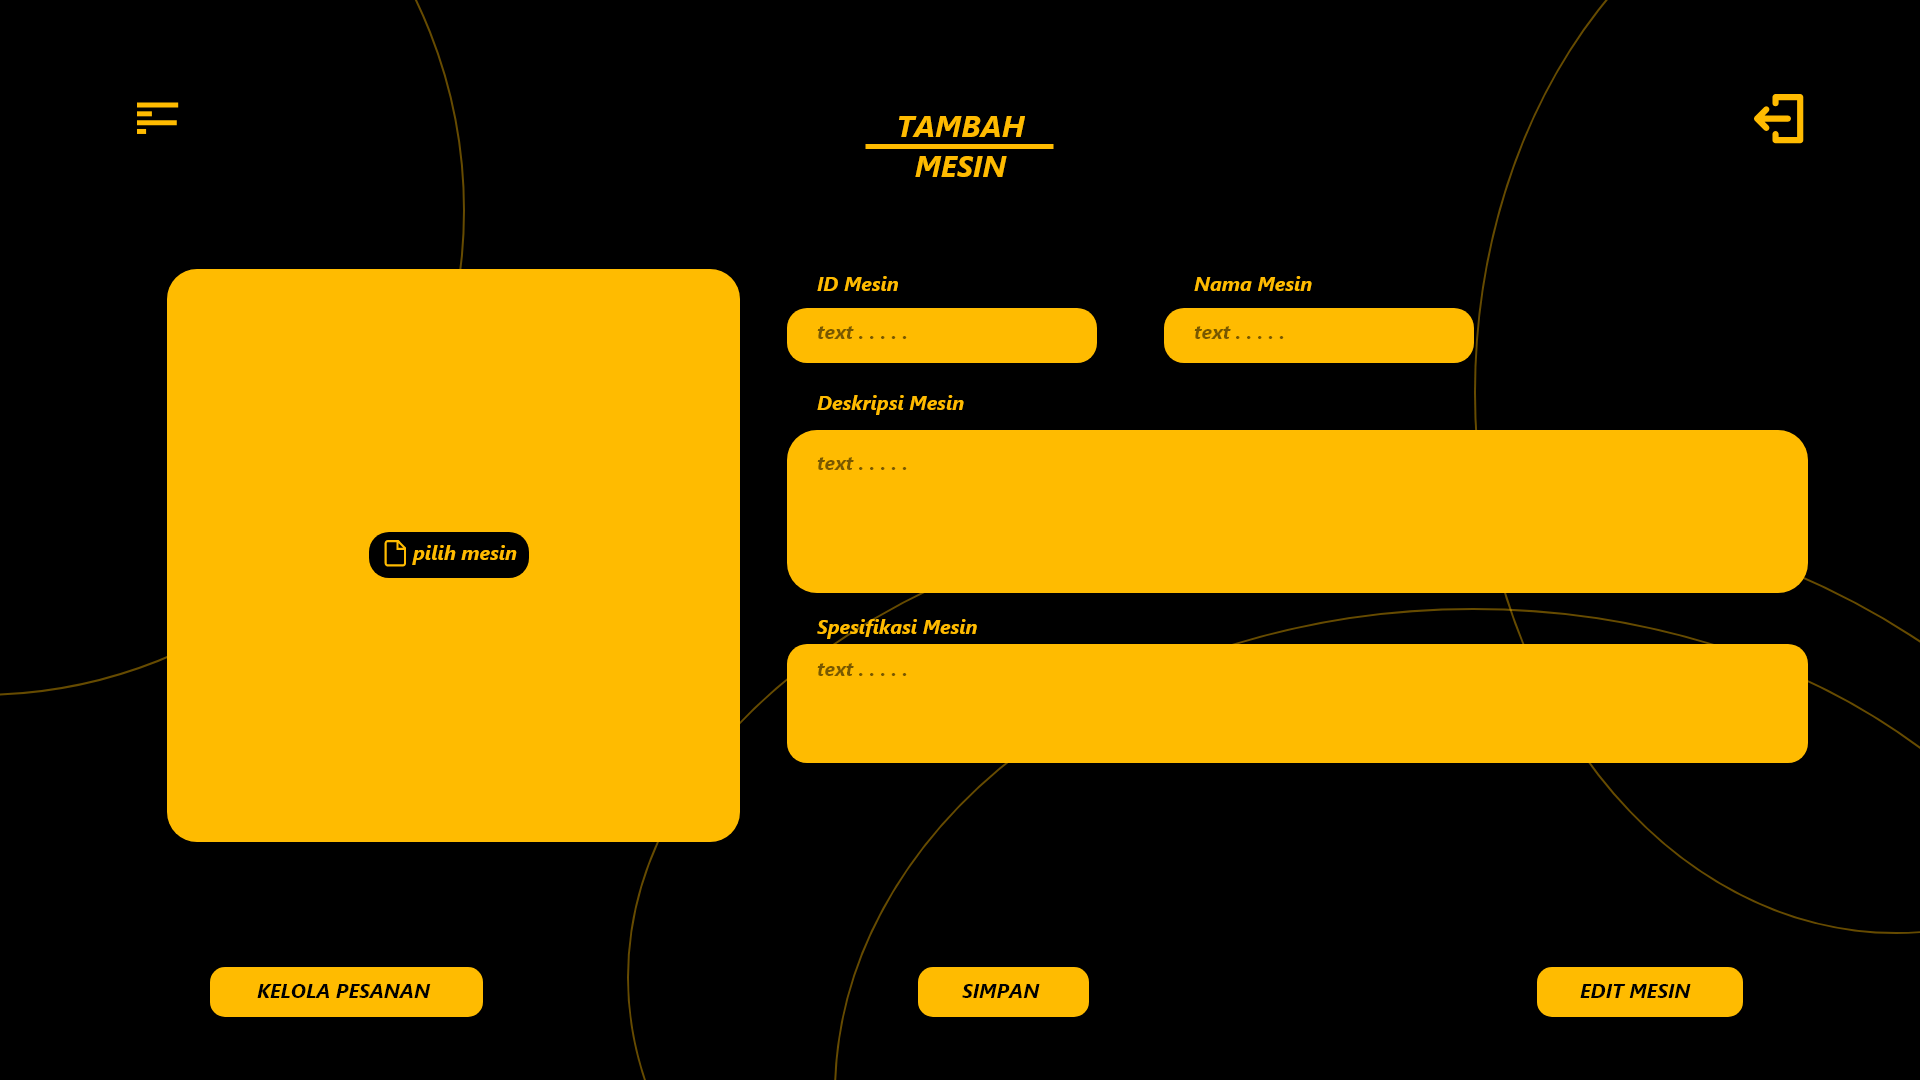 TAMBAH
MESIN
ID Mesin
Nama Mesin
text . . . . .
text . . . . .
Deskripsi Mesin
text . . . . .
pilih mesin
Spesifikasi Mesin
text . . . . .
KELOLA PESANAN
SIMPAN
EDIT MESIN